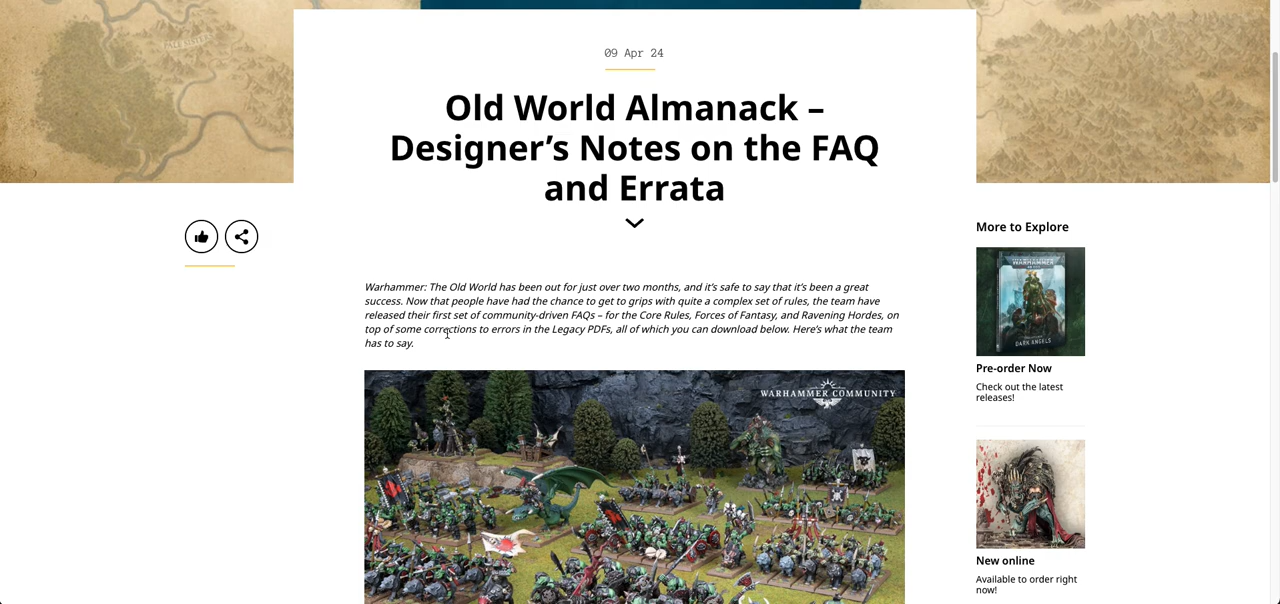 09 Apr 24
Old World Almanack –
Designer’s Notes on the FAQ
and Errata
Warhammer: The Old World has been out for just over two months, and it’s safe to say that it’s been a great
success. Now that people have had the chance to get to grips with quite a complex set of rules, the team have
released their first set of community-driven FAQs – for the Core Rules, Forces of Fantasy, and Ravening Hordes, on
top of some corrections to errors in the Legacy PDFs, all of which you can download below. Here’s what the team
has to say.
WARHAMMER COMMUNITY
More to Explore
WARHAMMER
DARK ANGELS
Pre-order Now
Check out the latest
releases!
New online
Available to order right
now!